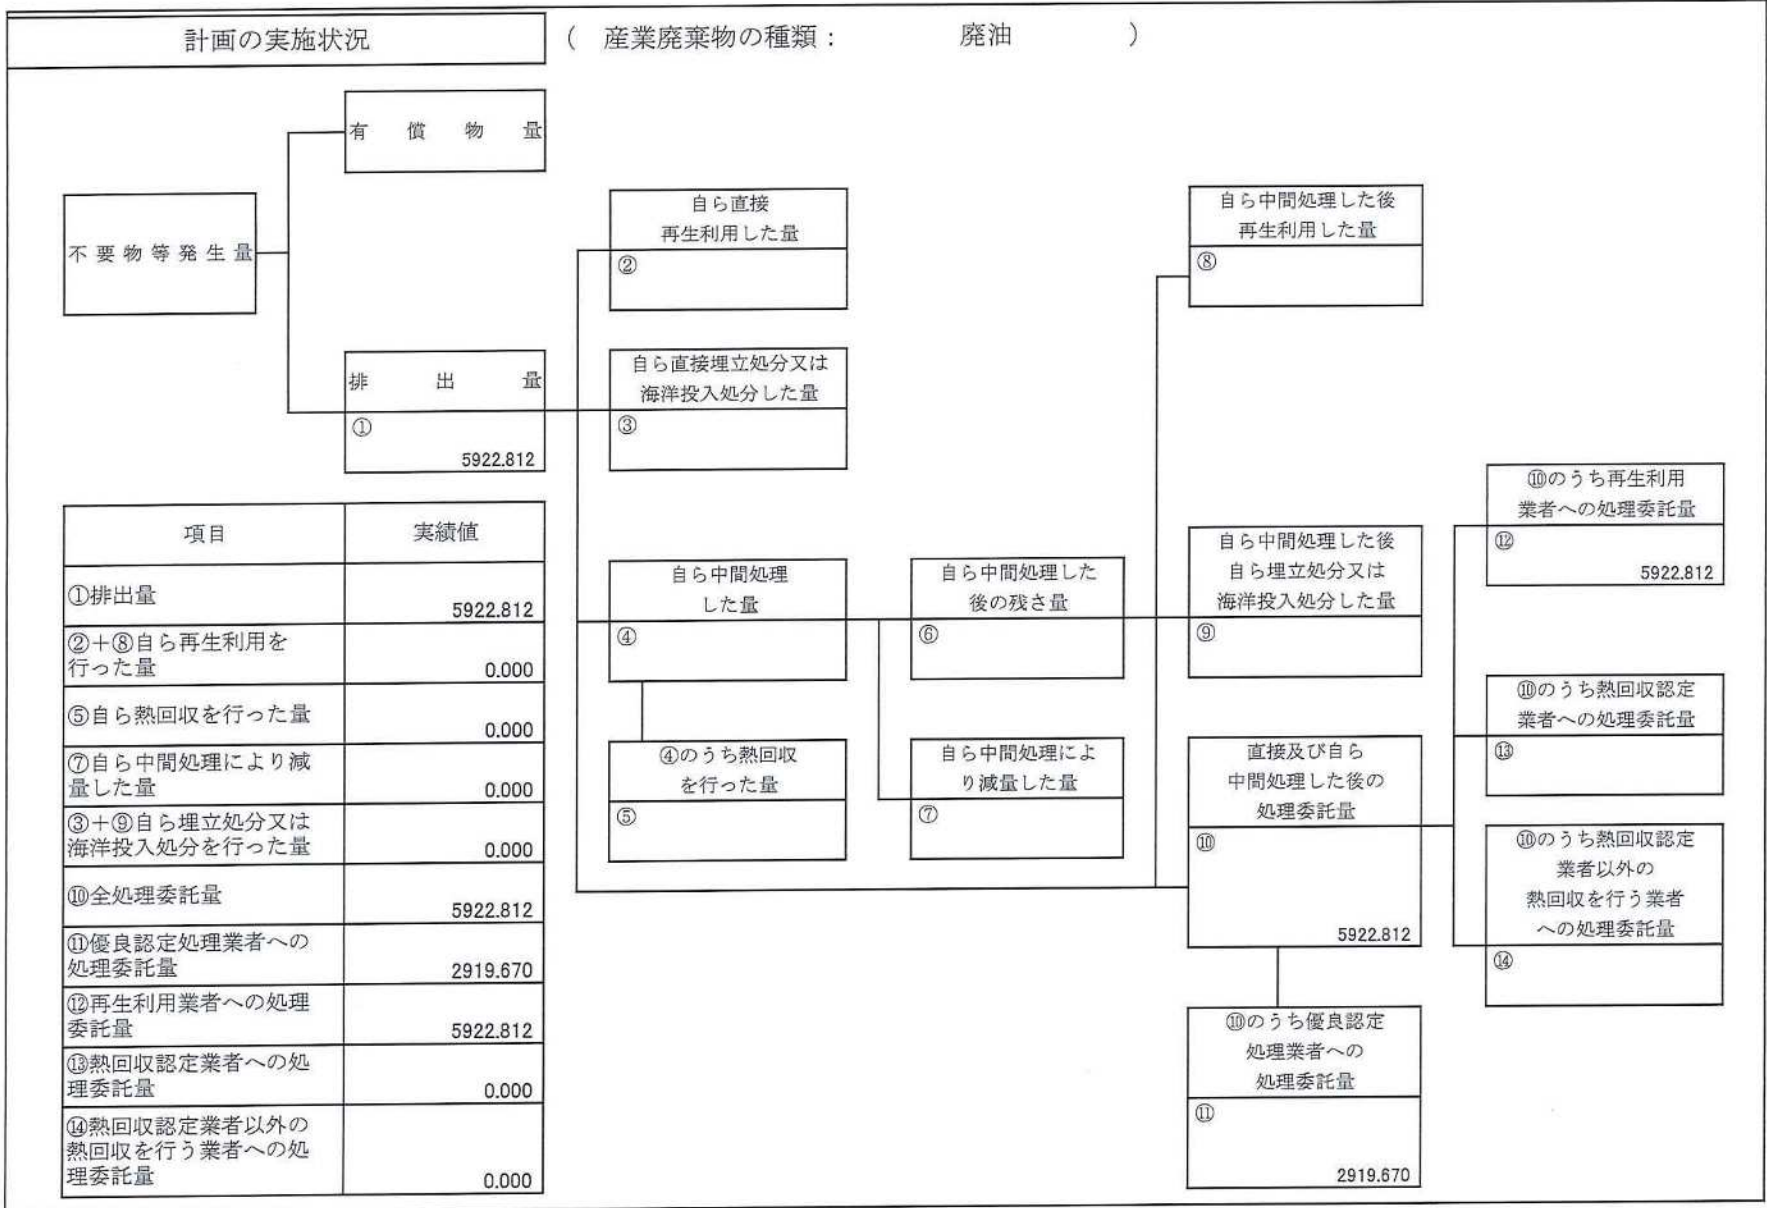 計画の実施状況
( 産業廃棄物の種類: 廃油 )
有償物量
不要物等発生量
排出量
①
5922.812
自ら直接
再生利用した量
②
自ら直接埋立処分又は
海洋投入処分した量
③
自ら中間処理
した量
④
④のうち熱回収
を行った量
⑤
自ら中間処理した
後の残さ量
⑥
自ら中間処理によ
り減量した量
⑦
自ら中間処理した後
再生利用した量
⑧
自ら中間処理した後
自ら埋立処分又は
海洋投入処分した量
⑨
直接及び自ら
中間処理した後の
処理委託量
⑩
5922.812
⑩のうち優良認定
処理業者への
処理委託量
⑪
2919.670
⑩のうち再生利用
業者への処理委託量
⑫
5922.812
⑩のうち熱回収認定
業者への処理委託量
⑬
⑩のうち熱回収認定
業者以外の
熱回収を行う業者
への処理委託量
⑭
項目 実績値
①排出量 5922.812
②+⑧自ら再生利用を
行った量 0.000
⑤自ら熱回収を行った量 0.000
⑦自ら中間処理により減
量した量 0.000
③+⑨自ら埋立処分又は
海洋投入処分を行った量 0.000
⑩全処理委託量 5922.812
⑪優良認定処理業者への
処理委託量 2919.670
⑫再生利用業者への処理
委託量 5922.812
⑬熱回収認定業者への処
理委託量 0.000
⑭熱回収認定業者以外の
熱回収を行う業者への処
理委託量 0.000